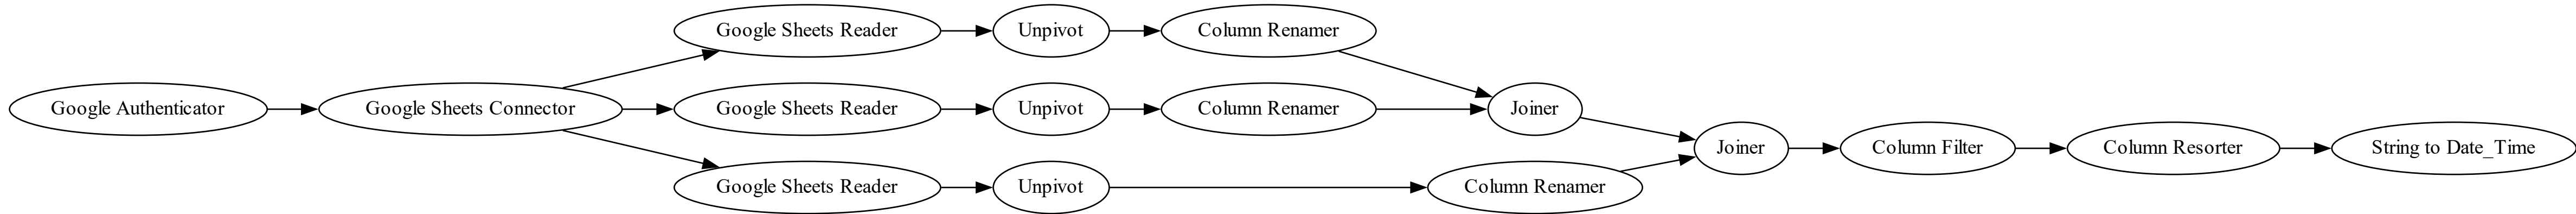 Google Authenticator
Google Sheets Connector
Google Sheets Reader
Unpivot
Column Renamer
Google Sheets Reader
Unpivot
Column Renamer
Google Sheets Reader
Unpivot
Column Renamer
Joiner
Joiner
Column Filter
Column Resorter
String to Date_Time